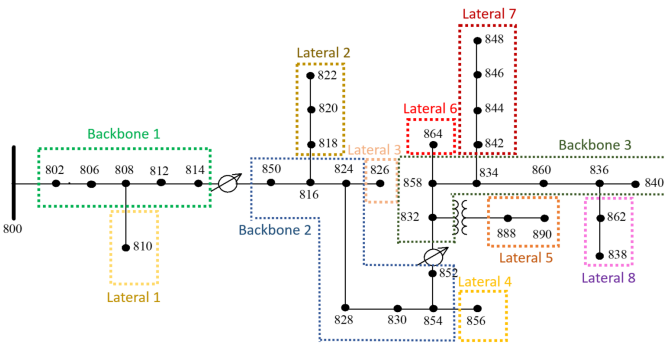 Lateral 7
Lateral 2
848
822
846
820
Lateral 6
844
Backbone 1
818
Lateral 3
864
842
Backbone 3
802 806 808 812 814
850
824
826
858
834
860
836
816
840
832
862
810
Backbone 2
888 890
838
852
Lateral 5
Lateral 8
800
Lateral 1
Lateral 4
828
830
854
856